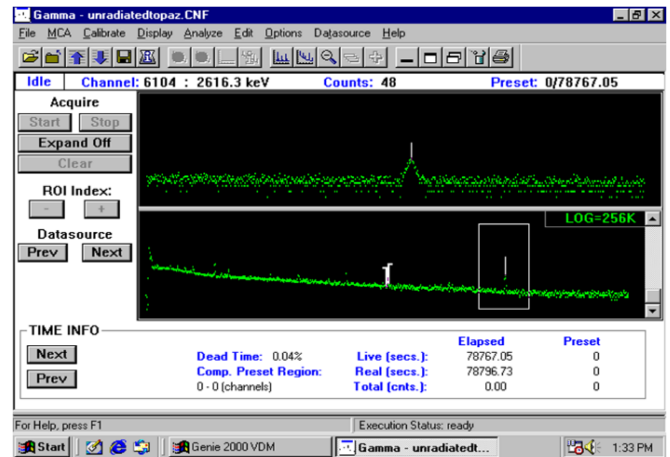 Gamma - unradiatedtopaz.CNF
File MCA Calibrate Display Analyze Edit Options Datasource Help
Idle Channel: 6104 : 2616.3 keV Counts: 48 Preset: 0/78767.05
Acquire
Start Stop
Expand Off
Clear
ROI Index:
- +
Datasource
Prev Next
LOG=256K
TIME INFO
Next
Prev
Elapsed Preset
Dead Time: 0.04% Live (secs.): 78767.05 0
Comp. Preset Region: Real (secs.): 78796.73 0
0 - 0 (channels) Total (cnts.): 0.00 0
For Help, press F1 Execution Status: ready
Start Genie 2000 VDM Gamma - unradiatedt... 1:33 PM